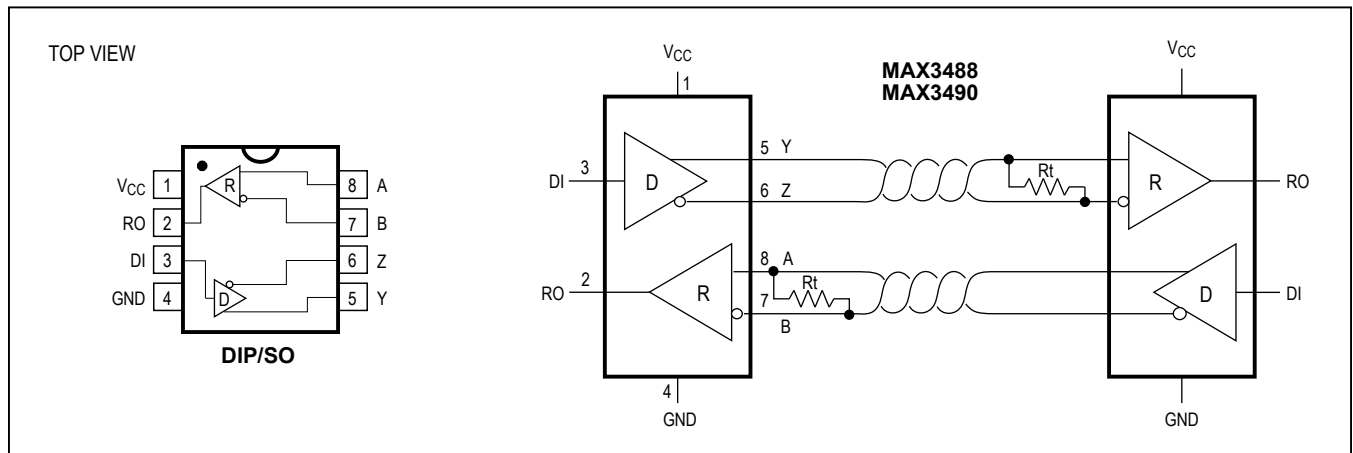 TOP VIEW
VCC 1
RO 2
DI 3
GND 4
8 A
7 B
6 Z
5 Y
R
D
DIP/SO
MAX3488
MAX3490
VCC
1
DI 3
D
5 Y
6 Z
Rt
R
RO
RO 2
R
8 A
7
B
Rt
D
DI
4
GND
VCC
GND